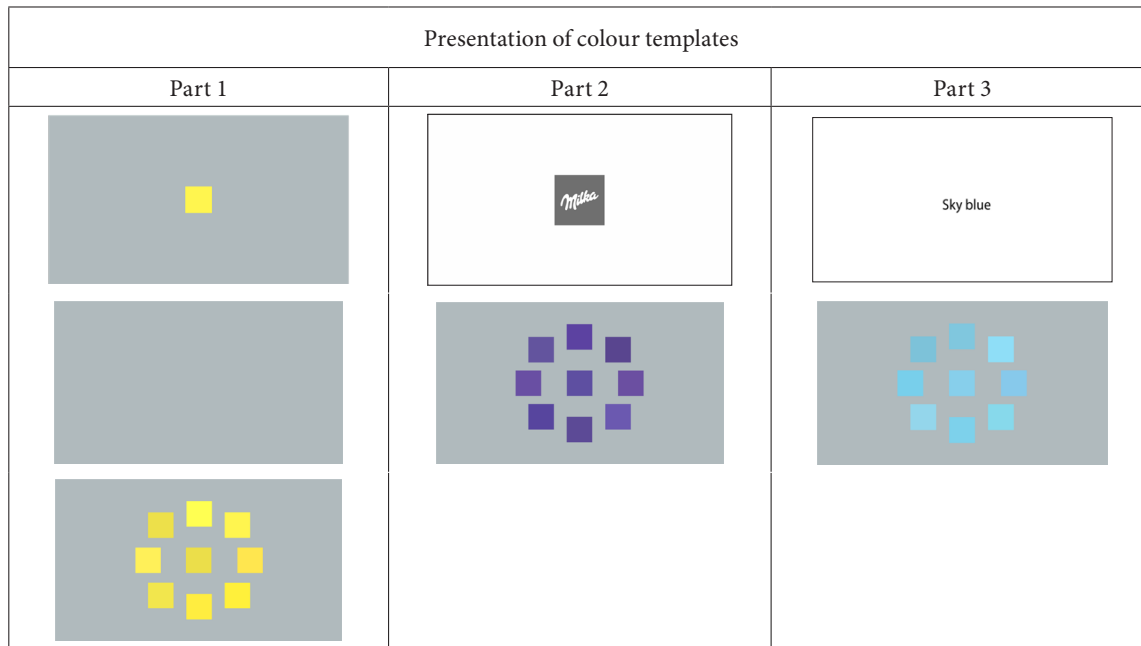 Presentation of colour templates
Part 1
Part 2
Part 3
Milka
Sky blue